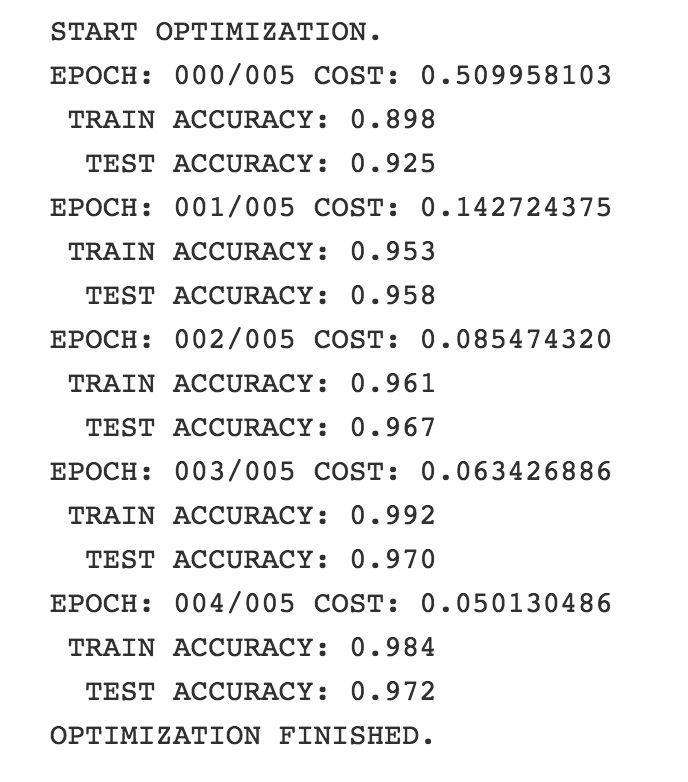 START OPTIMIZATION.
EPOCH: 000/005 COST: 0.509958103
TRAIN ACCURACY: 0.898
TEST ACCURACY: 0.925
EPOCH: 001/005 COST: 0.142724375
TRAIN ACCURACY: 0.953
TEST ACCURACY: 0.958
EPOCH: 002/005 COST: 0.085474320
TRAIN ACCURACY: 0.961
TEST ACCURACY: 0.967
EPOCH: 003/005 COST: 0.063426886
TRAIN ACCURACY: 0.992
TEST ACCURACY: 0.970
EPOCH: 004/005 COST: 0.050130486
TRAIN ACCURACY: 0.984
TEST ACCURACY: 0.972
OPTIMIZATION FINISHED.